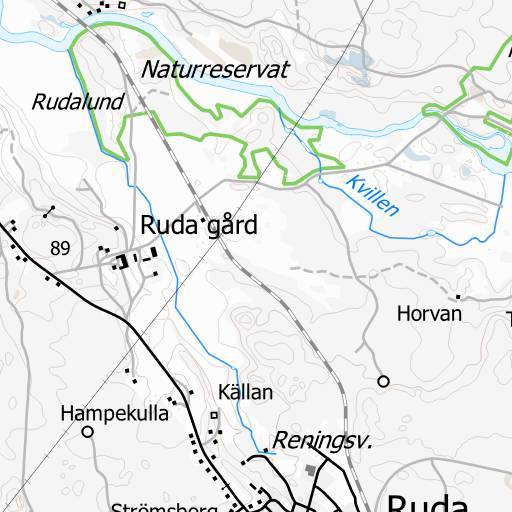 Naturreservat
Rudalund
Kvillen
Ruda gård
89
Horvan
Källan
Hampekulla
Reningsv.
Ruda
Strömsborg